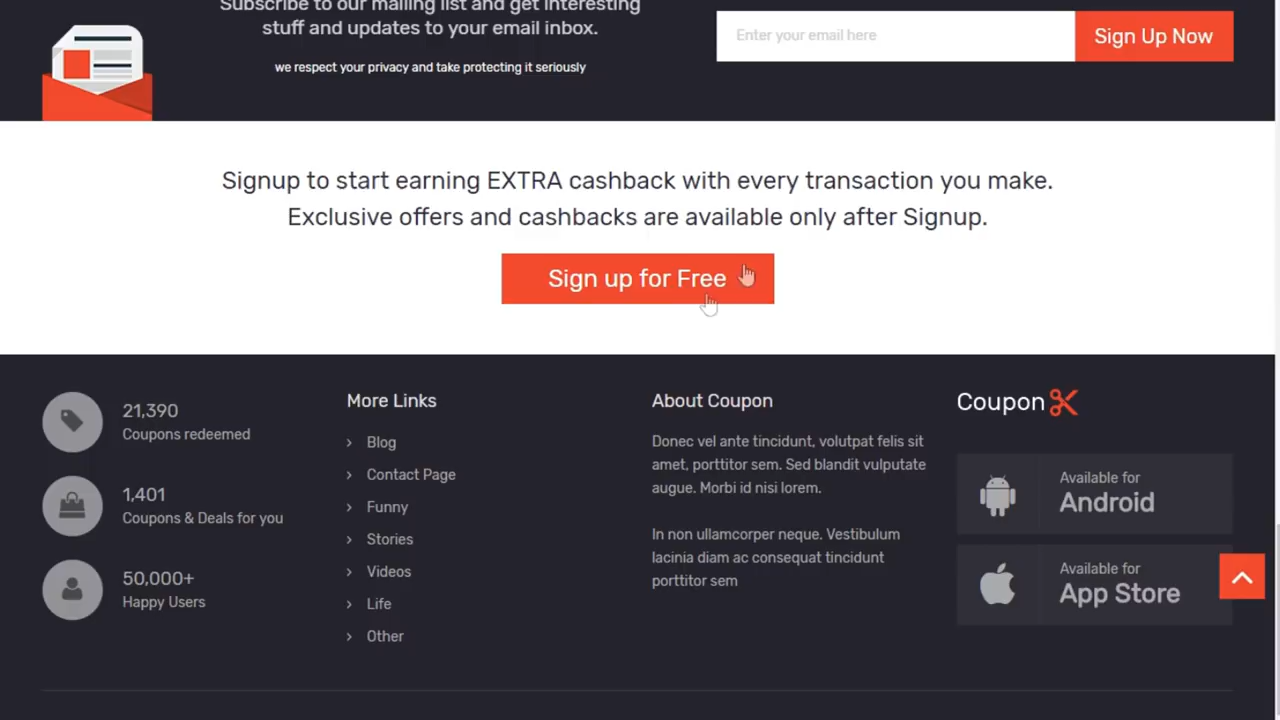 Subscribe to our mailing list and get interesting
stuff and updates to your email inbox.
we respect your privacy and take protecting it seriously
Enter your email here
Sign Up Now
Signup to start earning EXTRA cashback with every transaction you make.
Exclusive offers and cashbacks are available only after Signup.
Sign up for Free
21,390
Coupons redeemed
1,401
Coupons & Deals for you
50,000+
Happy Users
More Links
Blog
Contact Page
Funny
Stories
Videos
Life
Other
About Coupon
Donec vel ante tincidunt, volutpat felis sit
amet, porttitor sem. Sed blandit vulputate
augue. Morbi id nisi lorem.
In non ullamcorper neque. Vestibulum
lacinia diam ac consequat tincidunt
porttitor sem
Coupon
Available for
Android
Available for
App Store